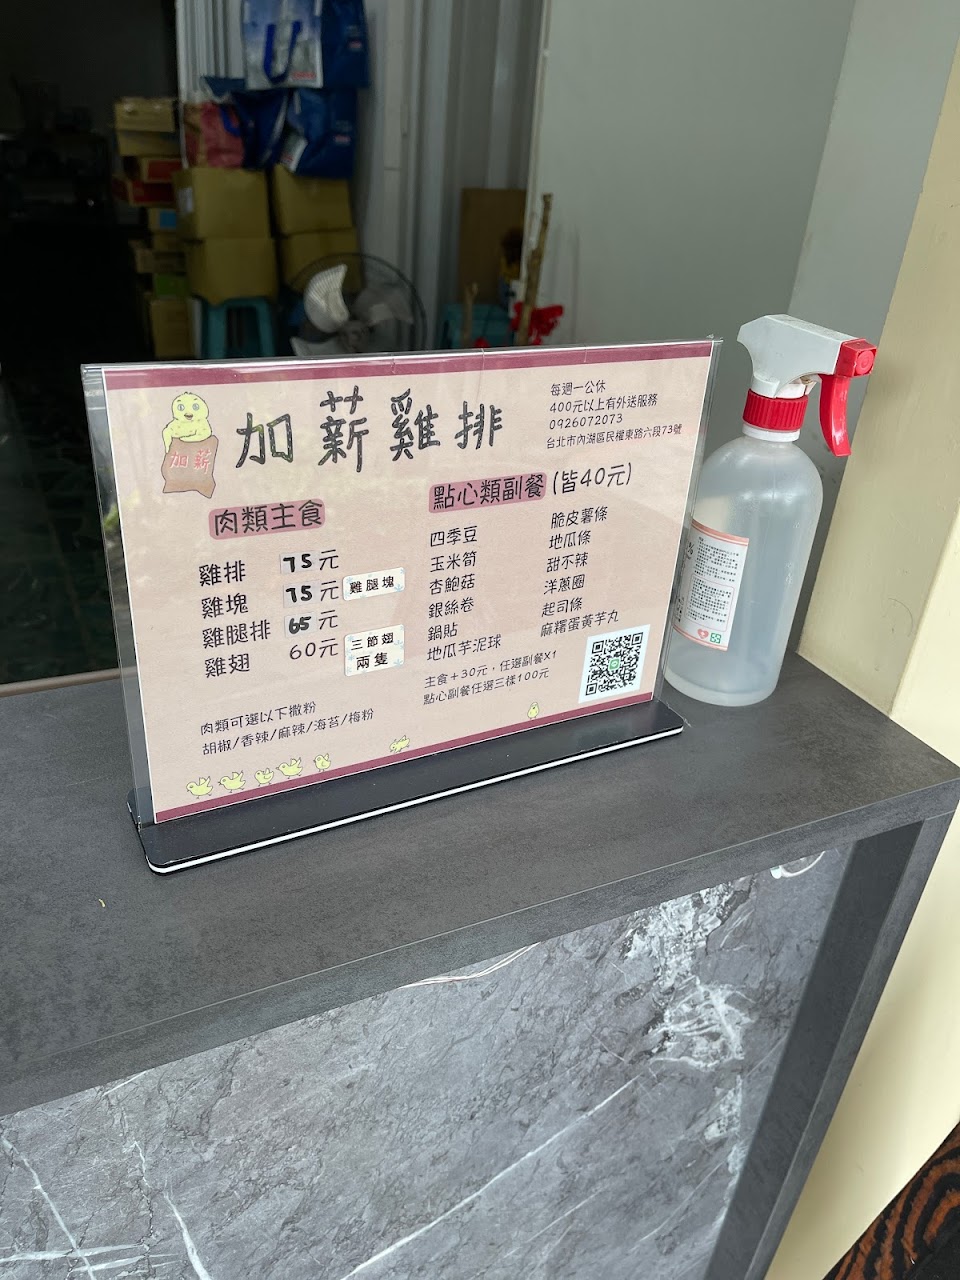 加薪雞排
加薪
每週一公休
400元以上有外送服務
0926072073
台北市內湖區民權東路六段73號
肉類主食
雞排 75元
雞塊 75元 雞腿塊
雞腿排 65元
雞翅 60元 三節翅
兩隻
肉類可選以下撒粉
胡椒/香辣/麻辣/海苔/梅粉
點心類副餐(皆40元)
四季豆 脆皮薯條
玉米筍 地瓜條
杏鮑菇 甜不辣
銀絲卷 洋蔥圈
鍋貼 起司條
地瓜芋泥球 麻糬蛋黃芋丸
主食+30元,任選副餐X1
點心副餐任選三樣100元